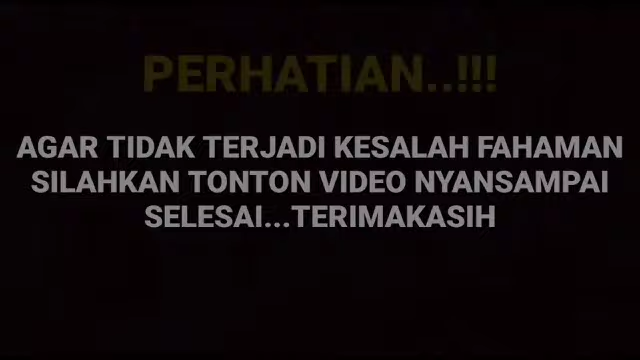 PERHATIAN..!!!
AGAR TIDAK TERJADI KESALAH FAHAMAN
SILAHKAN TONTON VIDEO NYANSAMPAI
SELESAI...TERIMAKASIH